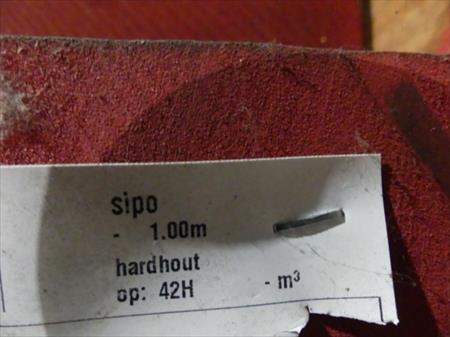 sipo
- 1.00m
hardhout
op: 42H - m³